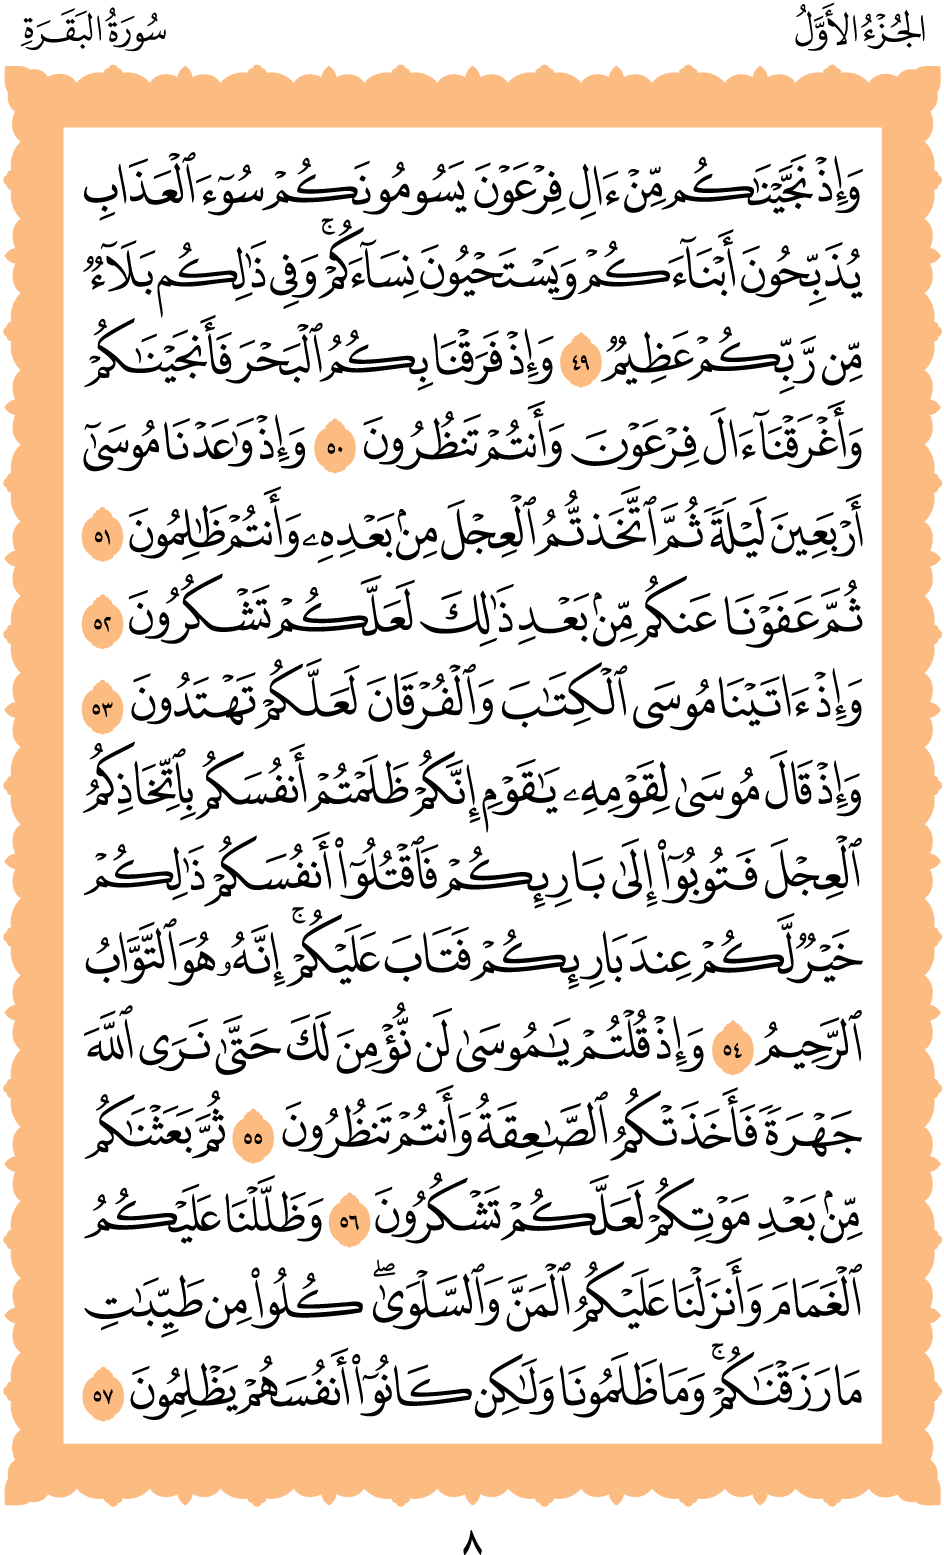 الجُزْءُ الأَوَّلُ
سُورَةُ البَقَرَةِ
وَإِذْ نَجَّيْنَٰكُم مِّنْ ءَالِ فِرْعَوْنَ يَسُومُونَكُمْ سُوٓءَ ٱلْعَذَابِ
يُذَبِّحُونَ أَبْنَآءَكُمْ وَيَسْتَحْيُونَ نِسَآءَكُمْ ۚ وَفِى ذَٰلِكُم بَلَآءٌ
مِّن رَّبِّكُمْ عَظِيمٌ ٤٩ وَإِذْ فَرَقْنَا بِكُمُ ٱلْبَحْرَ فَأَنجَيْنَٰكُمْ
وَأَغْرَقْنَآ ءَالَ فِرْعَوْنَ وَأَنتُمْ تَنظُرُونَ ٥٠ وَإِذْ وَٰعَدْنَا مُوسَىٰٓ
أَرْبَعِينَ لَيْلَةً ثُمَّ ٱتَّخَذتُّمُ ٱلْعِجْلَ مِنۢ بَعْدِهِۦ وَأَنتُمْ ظَٰلِمُونَ ٥١
ثُمَّ عَفَوْنَا عَنكُم مِّنۢ بَعْدِ ذَٰلِكَ لَعَلَّكُمْ تَشْكُرُونَ ٥٢
وَإِذْ ءَاتَيْنَا مُوسَى ٱلْكِتَٰبَ وَٱلْفُرْقَانَ لَعَلَّكُمْ تَهْتَدُونَ ٥٣
وَإِذْ قَالَ مُوسَىٰ لِقَوْمِهِۦ يَٰقَوْمِ إِنَّكُمْ ظَلَمْتُمْ أَنفُسَكُم بِٱتِّخَاذِكُمُ
ٱلْعِجْلَ فَتُوبُوٓا۟ إِلَىٰ بَارِئِكُمْ فَٱقْتُلُوٓا۟ أَنفُسَكُمْ ذَٰلِكُمْ
خَيْرٌ لَّكُمْ عِندَ بَارِئِكُمْ فَتَابَ عَلَيْكُمْ ۚ إِنَّهُۥ هُوَ ٱلتَّوَّابُ
ٱلرَّحِيمُ ٥٤ وَإِذْ قُلْتُمْ يَٰمُوسَىٰ لَن نُّؤْمِنَ لَكَ حَتَّىٰ نَرَى ٱللَّهَ
جَهْرَةً فَأَخَذَتْكُمُ ٱلصَّٰعِقَةُ وَأَنتُمْ تَنظُرُونَ ٥٥ ثُمَّ بَعَثْنَٰكُم
مِّنۢ بَعْدِ مَوْتِكُمْ لَعَلَّكُمْ تَشْكُرُونَ ٥٦ وَظَلَّلْنَا عَلَيْكُمُ
ٱلْغَمَامَ وَأَنزَلْنَا عَلَيْكُمُ ٱلْمَنَّ وَٱلسَّلْوَىٰ ۖ كُلُوا۟ مِن طَيِّبَٰتِ
مَا رَزَقْنَٰكُمْ ۚ وَمَا ظَلَمُونَا وَلَٰكِن كَانُوٓا۟ أَنفُسَهُمْ يَظْلِمُونَ ٥٧
٨